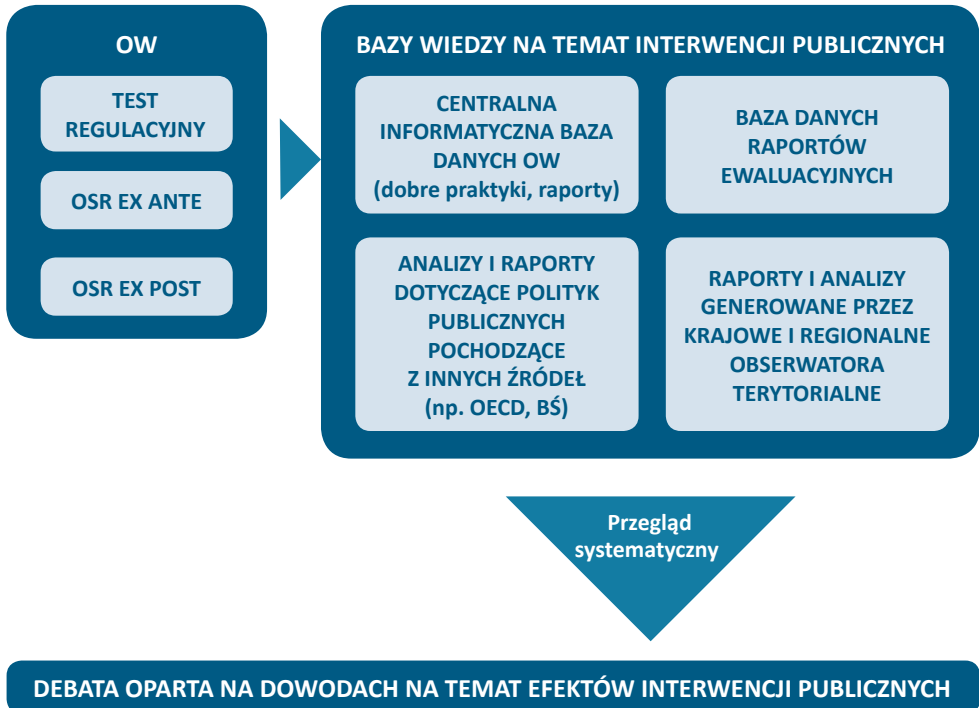 OW
TEST
REGULACYJNY
OSR EX ANTE
OSR EX POST
BAZY WIEDZY NA TEMAT INTERWENCJI PUBLICZNYCH
CENTRALNA
INFORMATYCZNA BAZA
DANYCH OW
(dobre praktyki, raporty)
BAZA DANYCH
RAPORTÓW
EWALUACYJNYCH
ANALIZY I RAPORTY
DOTYCZĄCE POLITYK
PUBLICZNYCH
POCHODZĄCE
Z INNYCH ŹRÓDEŁ
(np. OECD, BŚ)
RAPORTY I ANALIZY
GENEROWANE PRZEZ
KRAJOWE I REGIONALNE
OBSERWATORA
TERYTORIALNE
Przegląd
systematyczny
DEBATA OPARTA NA DOWODACH NA TEMAT EFEKTÓW INTERWENCJI PUBLICZNYCH